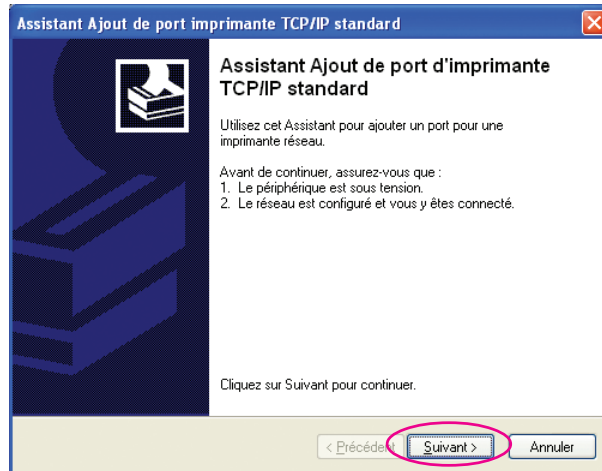 Assistant Ajout de port imprimante TCP/IP standard
Assistant Ajout de port d'imprimante
TCP/IP standard
Utilisez cet Assistant pour ajouter un port pour une
imprimante réseau.
Avant de continuer, assurez-vous que :
1. Le périphérique est sous tension.
2. Le réseau est configuré et vous y êtes connecté.
Cliquez sur Suivant pour continuer.
< Précédent Suivant > Annuler